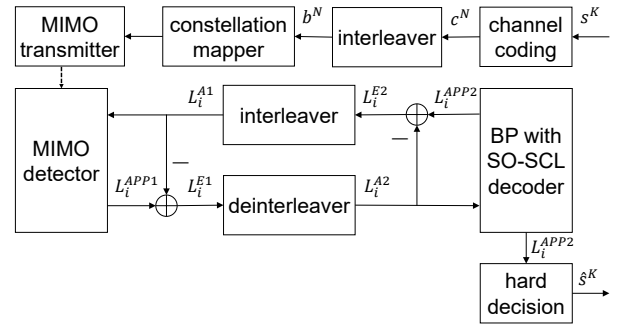 MIMO transmitter
constellation mapper
b^N
interleaver
c^N
channel coding
s^K
MIMO detector
L_i^{A1}
interleaver
L_i^{E2}
L_i^{APP2}
BP with SO-SCL decoder
—
—
L_i^{APP1}
L_i^{E1}
deinterleaver
L_i^{A2}
L_i^{APP2}
hard decision
ŝ^K